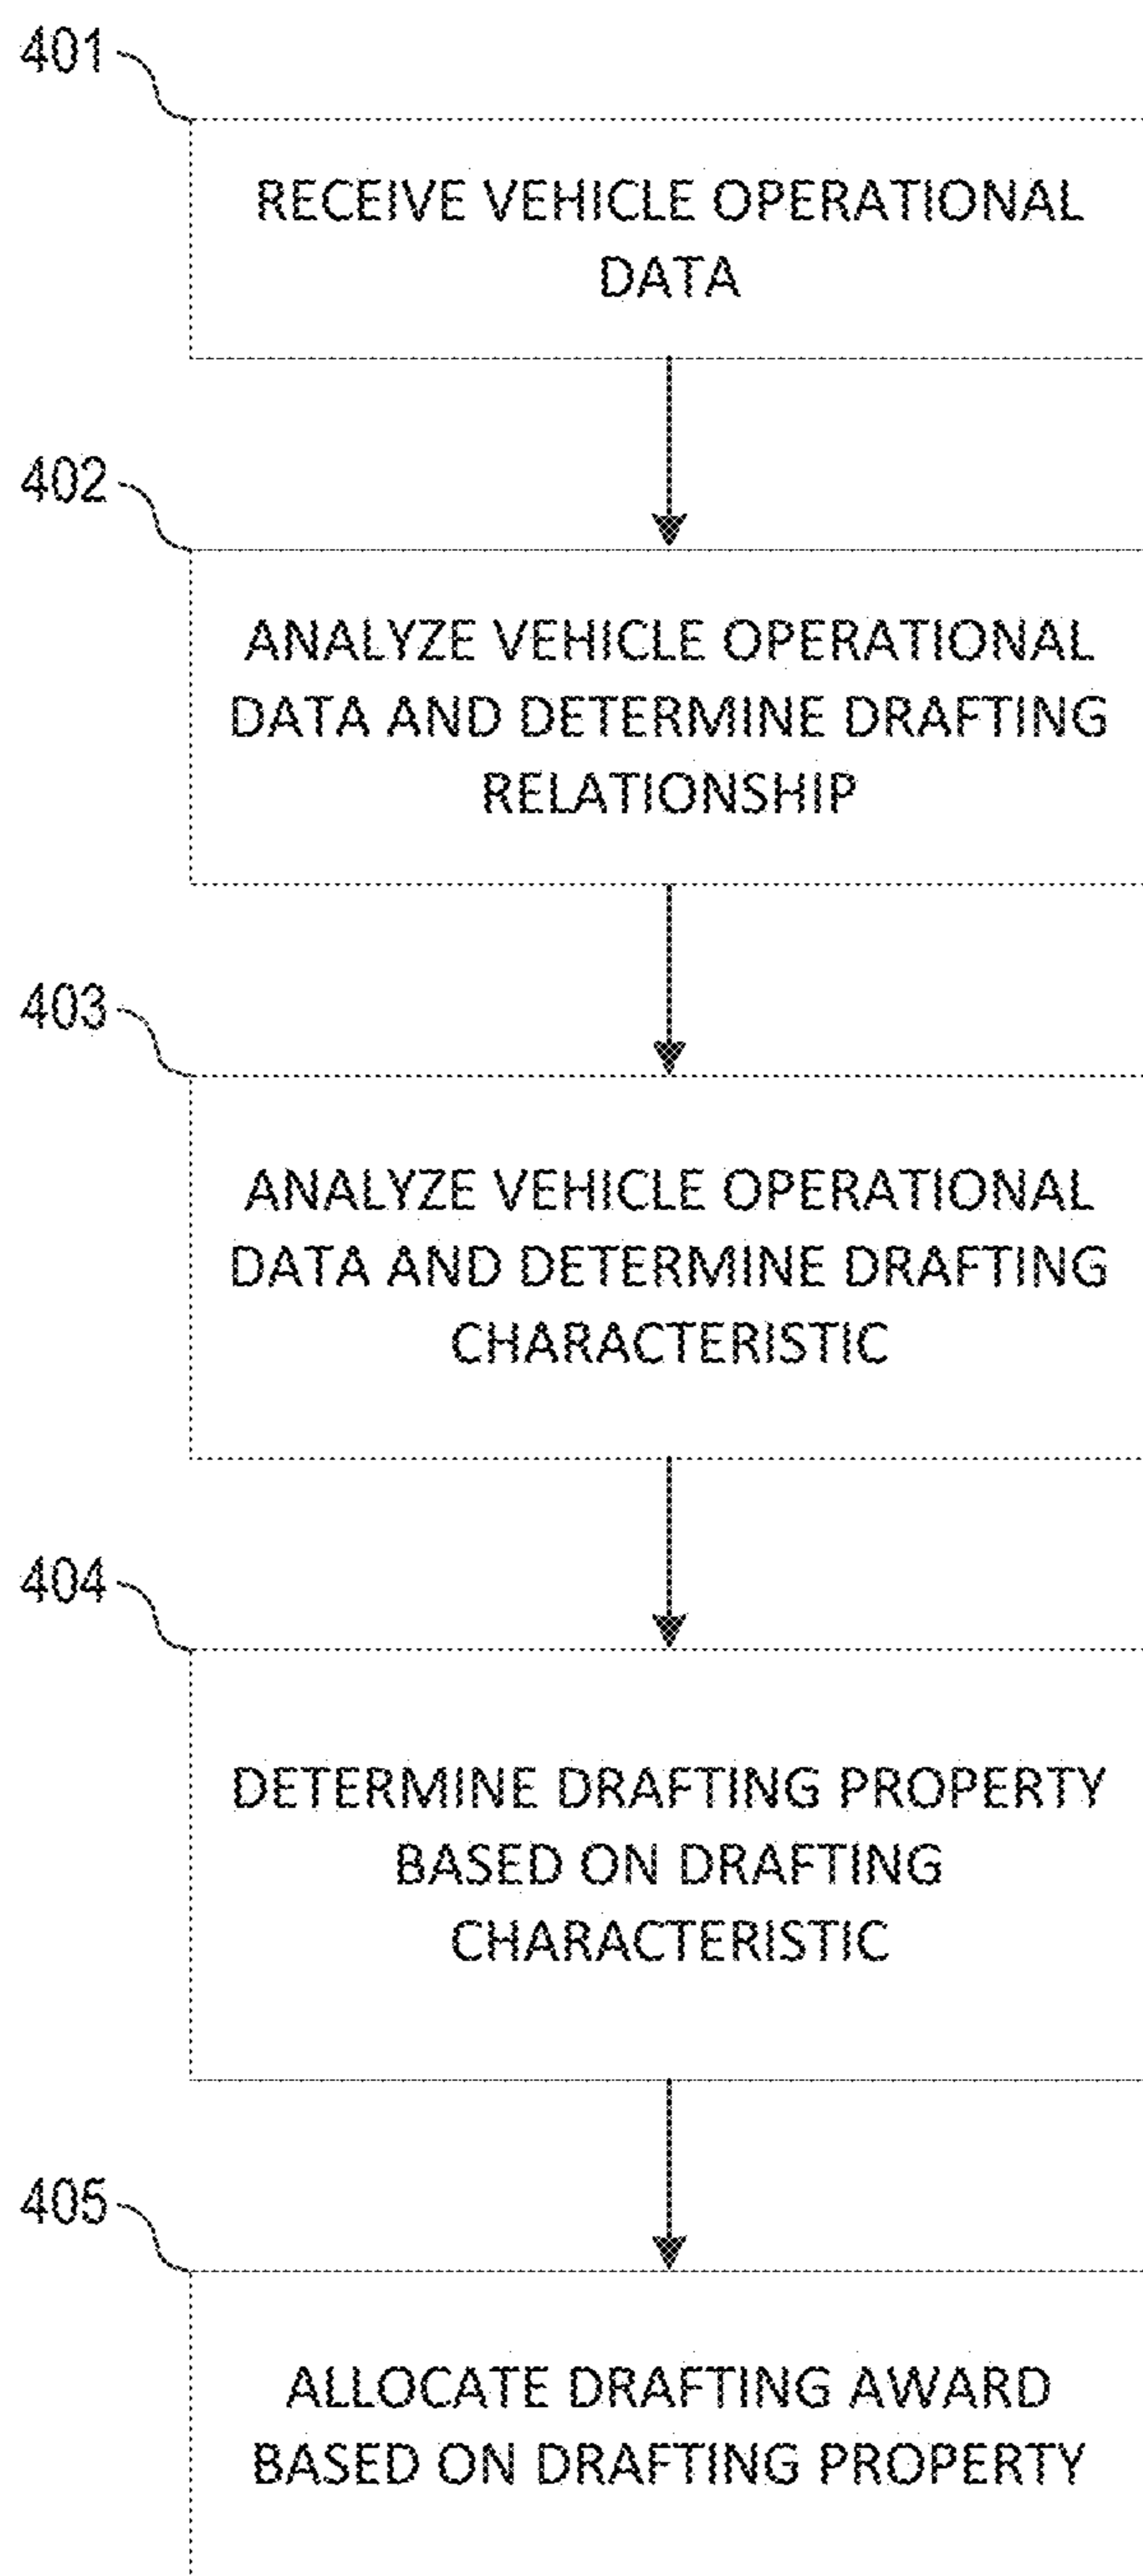 401
RECEIVE VEHICLE OPERATIONAL
DATA
402
ANALYZE VEHICLE OPERATIONAL
DATA AND DETERMINE DRAFTING
RELATIONSHIP
403
ANALYZE VEHICLE OPERATIONAL
DATA AND DETERMINE DRAFTING
CHARACTERISTIC
404
DETERMINE DRAFTING PROPERTY
BASED ON DRAFTING
CHARACTERISTIC
405
ALLOCATE DRAFTING AWARD
BASED ON DRAFTING PROPERTY